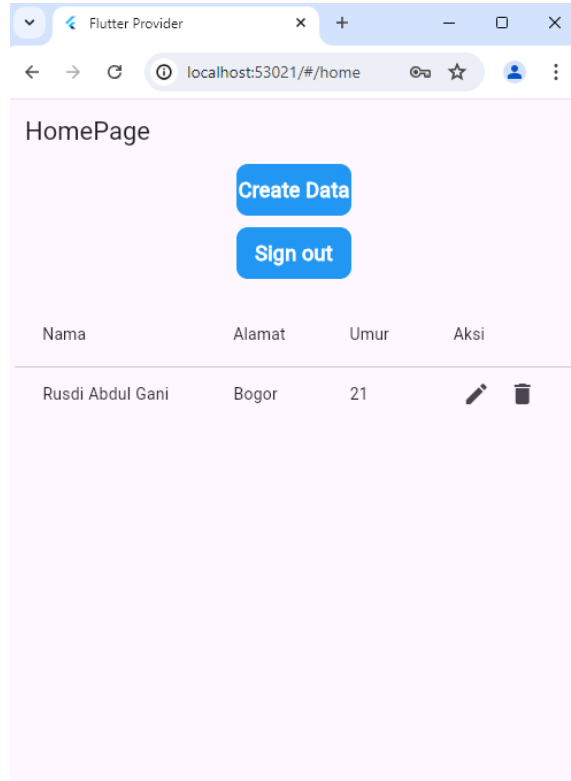 Flutter Provider
localhost:53021/#/home
HomePage
Create Data
Sign out
Nama Alamat Umur Aksi
Rusdi Abdul Gani Bogor 21